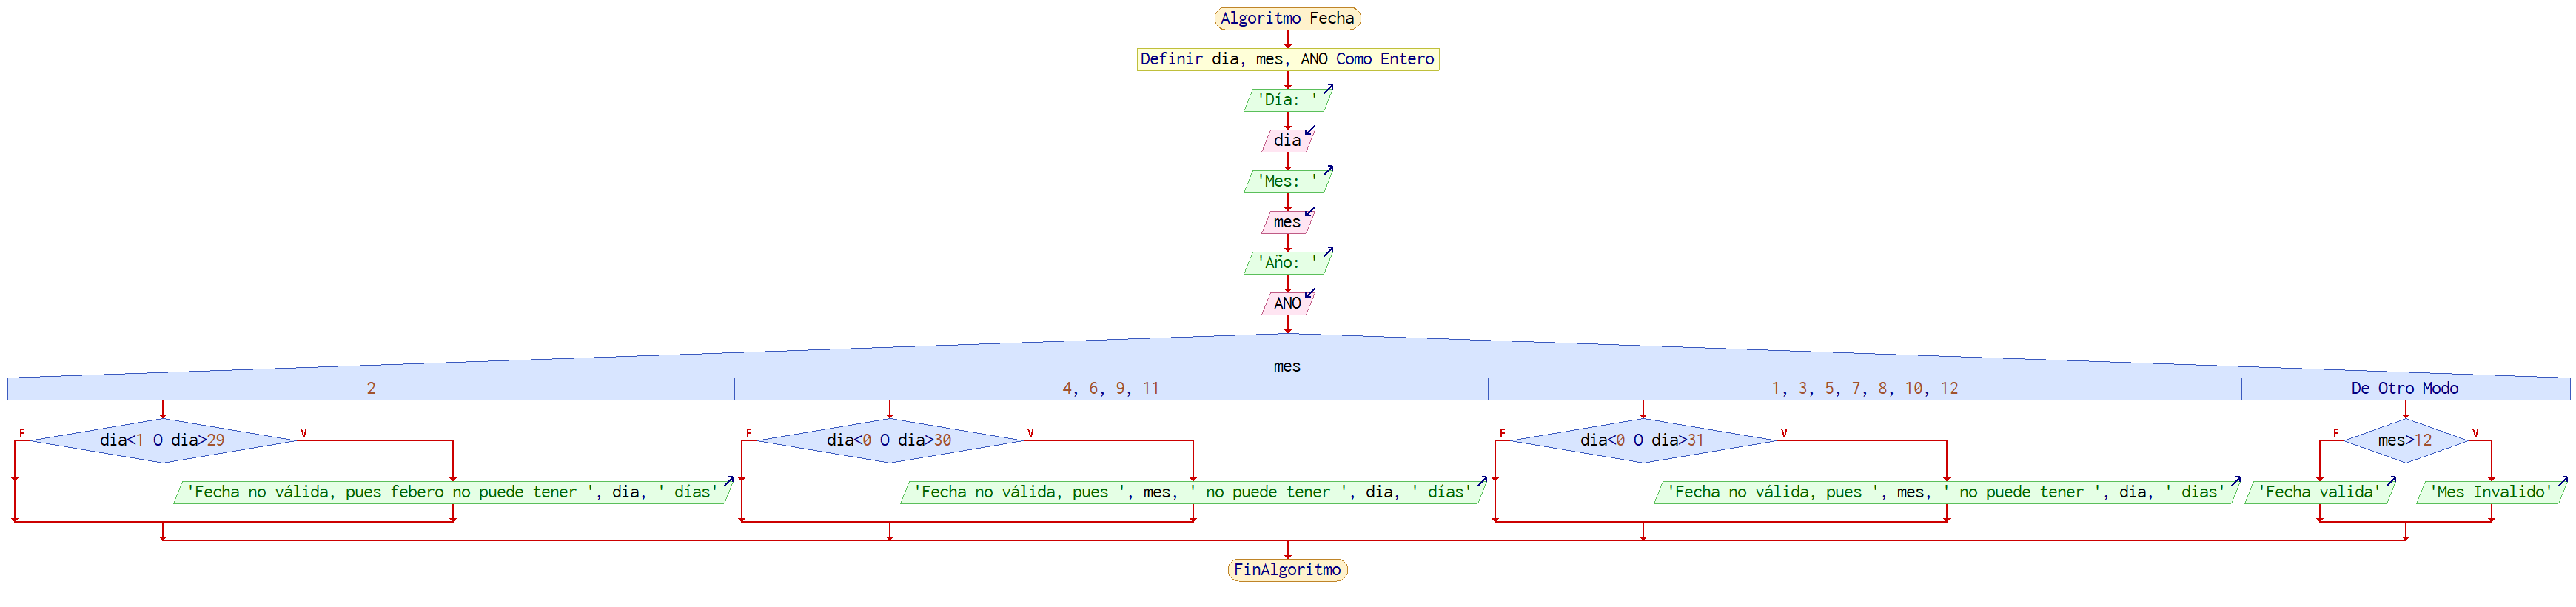 Algoritmo Fecha
Definir dia, mes, ANO Como Entero
'Día: '
dia
'Mes: '
mes
'Año: '
ANO
mes
2
4, 6, 9, 11
1, 3, 5, 7, 8, 10, 12
De Otro Modo
F
dia<1 O dia>29
V
F
dia<0 O dia>30
V
F
dia<0 O dia>31
V
F
mes>12
V
'Fecha no válida, pues febero no puede tener ', dia, ' días'
'Fecha no válida, pues ', mes, ' no puede tener ', dia, ' días'
'Fecha no válida, pues ', mes, ' no puede tener ', dia, ' dias'
'Fecha valida'
'Mes Invalido'
FinAlgoritmo